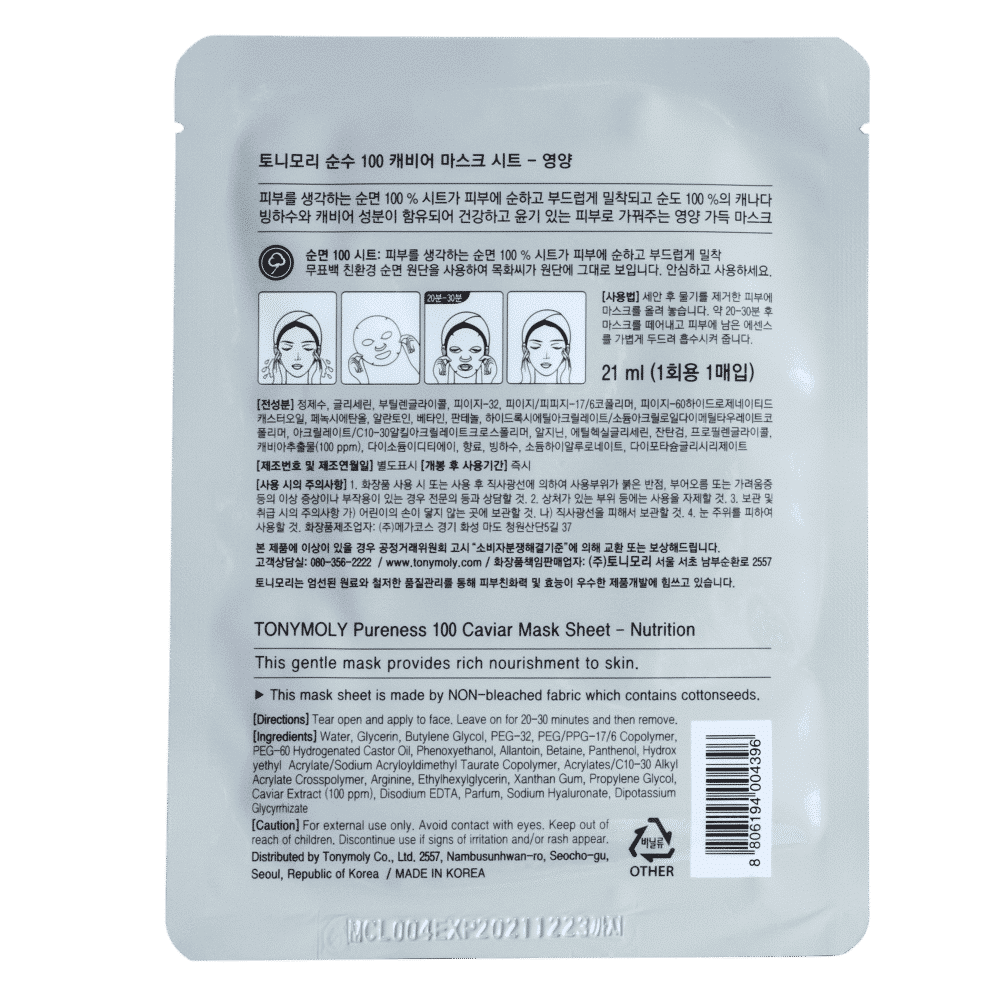 토니모리 순수 100 캐비어 마스크 시트 – 영양
피부를 생각하는 순면 100 % 시트가 피부에 순하고 부드럽게 밀착되고 순도 100 %의 캐나다
빙하수와 캐비어 성분이 함유되어 건강하고 윤기 있는 피부로 가꿔주는 영양 가득 마스크
순면 100 시트: 피부를 생각하는 순면 100 % 시트가 피부에 순하고 부드럽게 밀착
무표백 친환경 순면 원단을 사용하여 목화씨가 원단에 그대로 보입니다. 안심하고 사용하세요.
20분-30분
[사용법] 세안 후 물기를 제거한 피부에
마스크를 올려 놓습니다. 약 20-30분 후
마스크를 떼어내고 피부에 남은 에센스
를 가볍게 두드려 흡수시켜 줍니다.
21 ml (1회용 1매입)
[전성분] 정제수, 글리세린, 부틸렌글라이콜, 피이지-32, 피이지/피피지-17/6코폴리머, 피이지-60하이드로제네이티드
캐스터오일, 페녹시에탄올, 알란토인, 베타인, 판테놀, 하이드록시에틸아크릴레이트/소듐아크릴로일다이메틸타우레이트코
폴리머, 아크릴레이트/C10-30알킬아크릴레이트크로스폴리머, 알지닌, 에틸헥실글리세린, 잔탄검, 프로필렌글라이콜,
캐비아추출물(100 ppm), 다이소듐이디티에이, 향료, 빙하수, 소듐하이알루로네이트, 다이포타슘글리시리제이트
[제조번호 및 제조연월일] 별도표시 [개봉 후 사용기간] 즉시
[사용 시의 주의사항] 1. 화장품 사용 시 또는 사용 후 직사광선에 의하여 사용부위가 붉은 반점, 부어오름 또는 가려움증
등의 이상 증상이나 부작용이 있는 경우 전문의 등과 상담할 것. 2. 상처가 있는 부위 등에는 사용을 자제할 것. 3. 보관 및
취급 시의 주의사항 가) 어린이의 손이 닿지 않는 곳에 보관할 것. 나) 직사광선을 피해서 보관할 것. 4. 눈 주위를 피하여
사용할 것. 화장품제조업자: (주)메가코스 경기 화성 마도 청원산단5길 37
본 제품에 이상이 있을 경우 공정거래위원회 고시 "소비자분쟁해결기준"에 의해 교환 또는 보상해드립니다.
고객상담실: 080-356-2222 / www.tonymoly.com / 화장품책임판매업자: (주)토니모리 서울 서초 남부순환로 2557
토니모리는 엄선된 원료와 철저한 품질관리를 통해 피부친화력 및 효능이 우수한 제품개발에 힘쓰고 있습니다.
TONYMOLY Pureness 100 Caviar Mask Sheet – Nutrition
This gentle mask provides rich nourishment to skin.
▶ This mask sheet is made by NON-bleached fabric which contains cottonseeds.
[Directions] Tear open and apply to face. Leave on for 20-30 minutes and then remove.
[Ingredients] Water, Glycerin, Butylene Glycol, PEG-32, PEG/PPG-17/6 Copolymer,
PEG-60 Hydrogenated Castor Oil, Phenoxyethanol, Allantoin, Betaine, Panthenol, Hydrox
yethyl Acrylate/Sodium Acryloyldimethyl Taurate Copolymer, Acrylates/C10-30 Alkyl
Acrylate Crosspolymer, Arginine, Ethylhexylglycerin, Xanthan Gum, Propylene Glycol,
Caviar Extract (100 ppm), Disodium EDTA, Parfum, Sodium Hyaluronate, Dipotassium
Glycyrrhizate
[Caution] For external use only. Avoid contact with eyes. Keep out of
reach of children. Discontinue use if signs of irritation and/or rash appear.
Distributed by Tonymoly Co., Ltd. 2557, Nambusunhwan-ro, Seocho-gu,
Seoul, Republic of Korea / MADE IN KOREA
비닐류
OTHER
8 806194 004396
MCL004EXP20211223까지